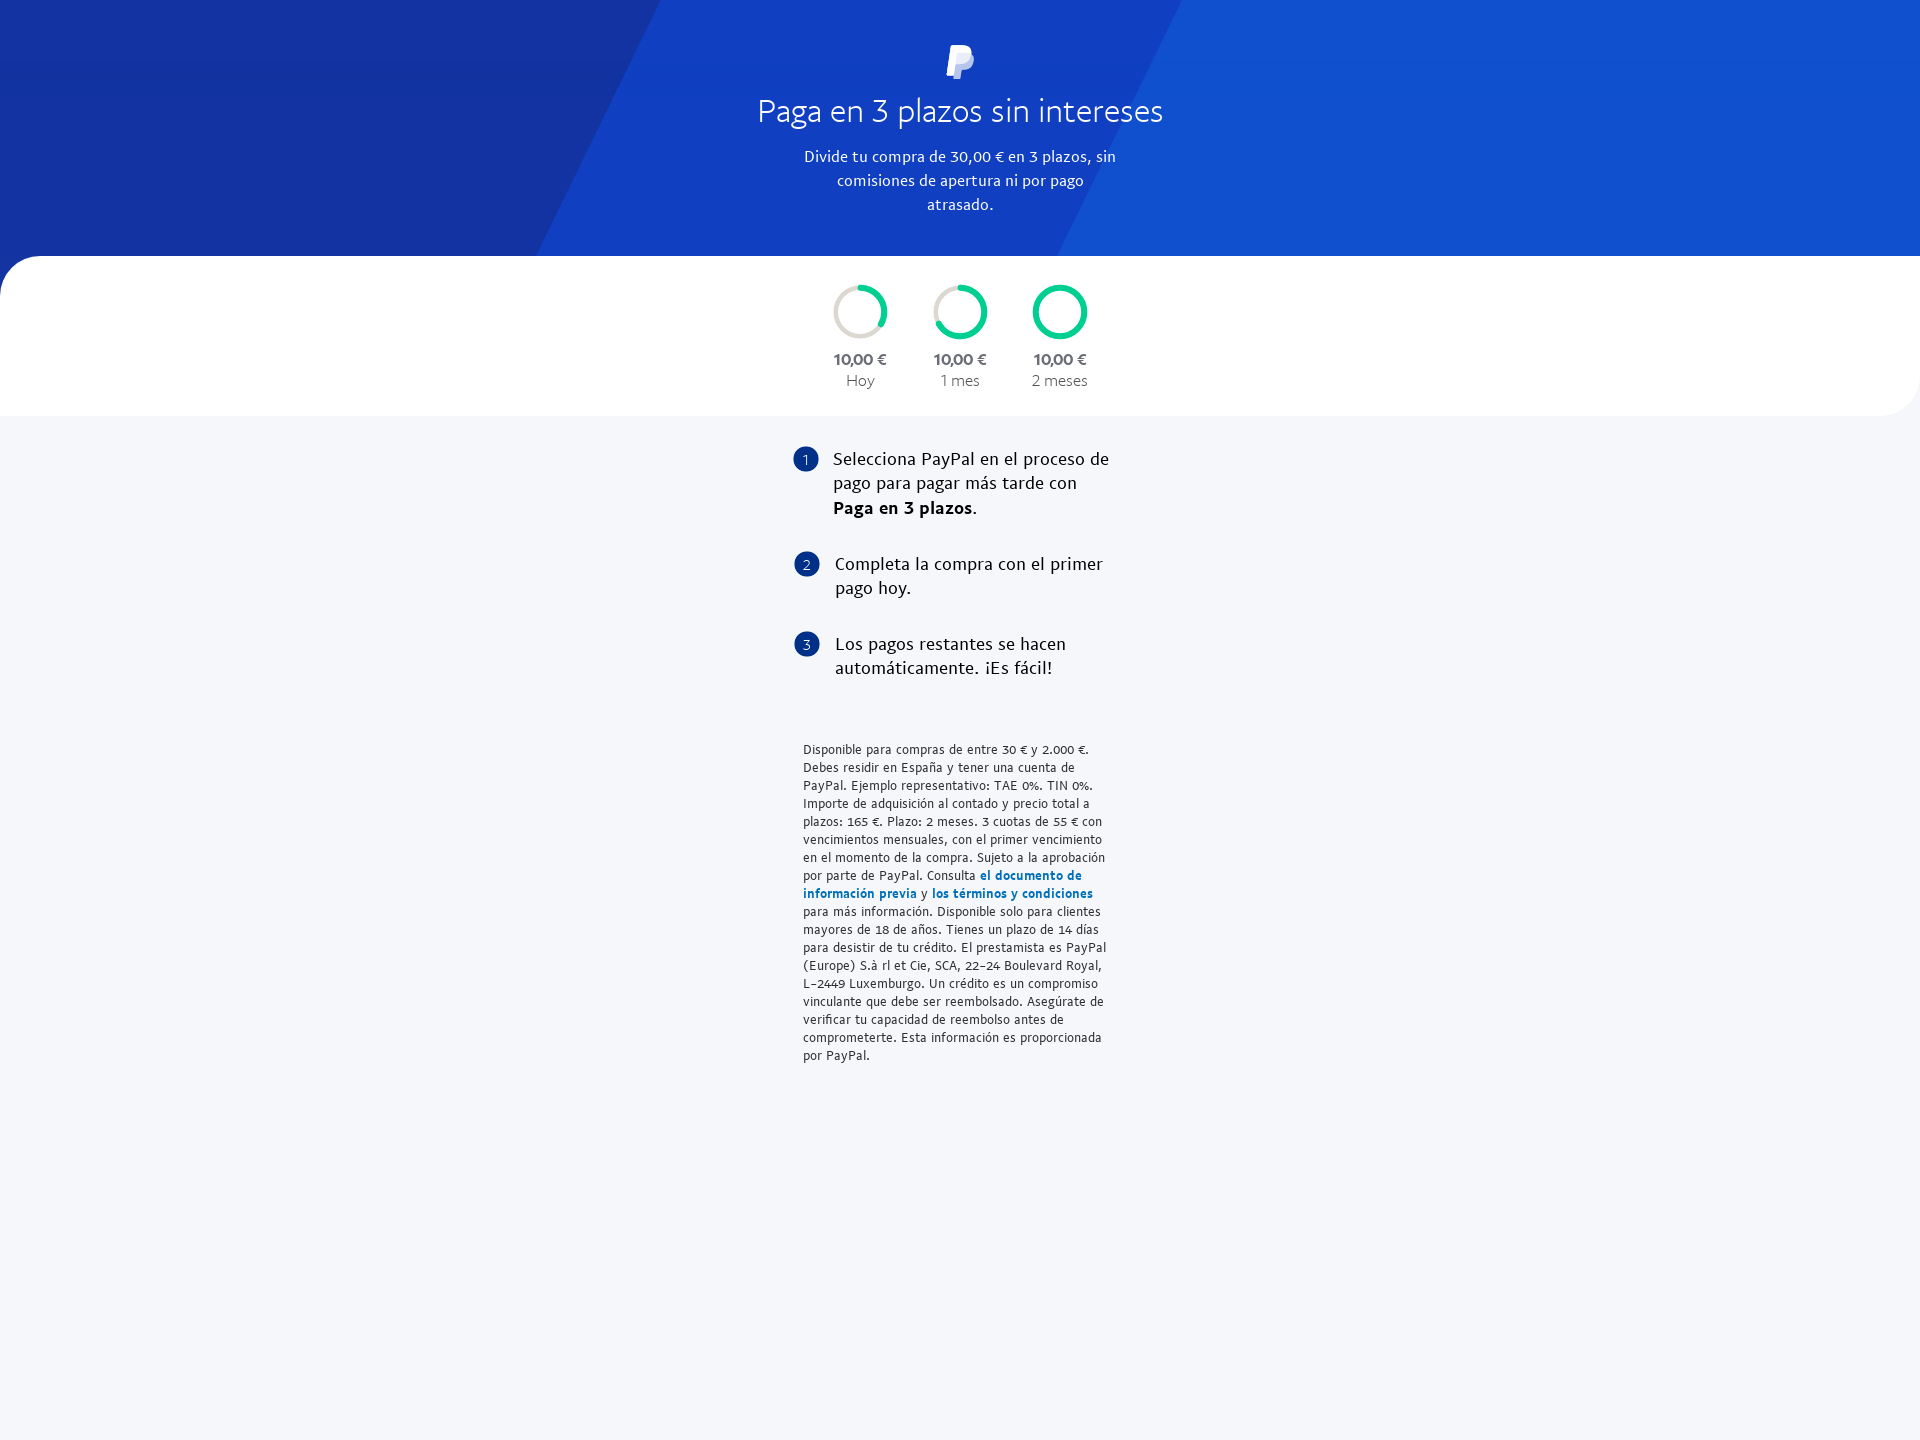 Paga en 3 plazos sin intereses
Divide tu compra de 30,00 € en 3 plazos, sin
comisiones de apertura ni por pago
atrasado.
10,00 € 10,00 € 10,00 €
Hoy 1 mes 2 meses
1 Selecciona PayPal en el proceso de
pago para pagar más tarde con
Paga en 3 plazos.
2 Completa la compra con el primer
pago hoy.
3 Los pagos restantes se hacen
automáticamente. ¡Es fácil!
Disponible para compras de entre 30 € y 2.000 €.
Debes residir en España y tener una cuenta de
PayPal. Ejemplo representativo: TAE 0%. TIN 0%.
Importe de adquisición al contado y precio total a
plazos: 165 €. Plazo: 2 meses. 3 cuotas de 55 € con
vencimientos mensuales, con el primer vencimiento
en el momento de la compra. Sujeto a la aprobación
por parte de PayPal. Consulta el documento de
información previa y los términos y condiciones
para más información. Disponible solo para clientes
mayores de 18 de años. Tienes un plazo de 14 días
para desistir de tu crédito. El prestamista es PayPal
(Europe) S.à rl et Cie, SCA, 22-24 Boulevard Royal,
L-2449 Luxemburgo. Un crédito es un compromiso
vinculante que debe ser reembolsado. Asegúrate de
verificar tu capacidad de reembolso antes de
comprometerte. Esta información es proporcionada
por PayPal.